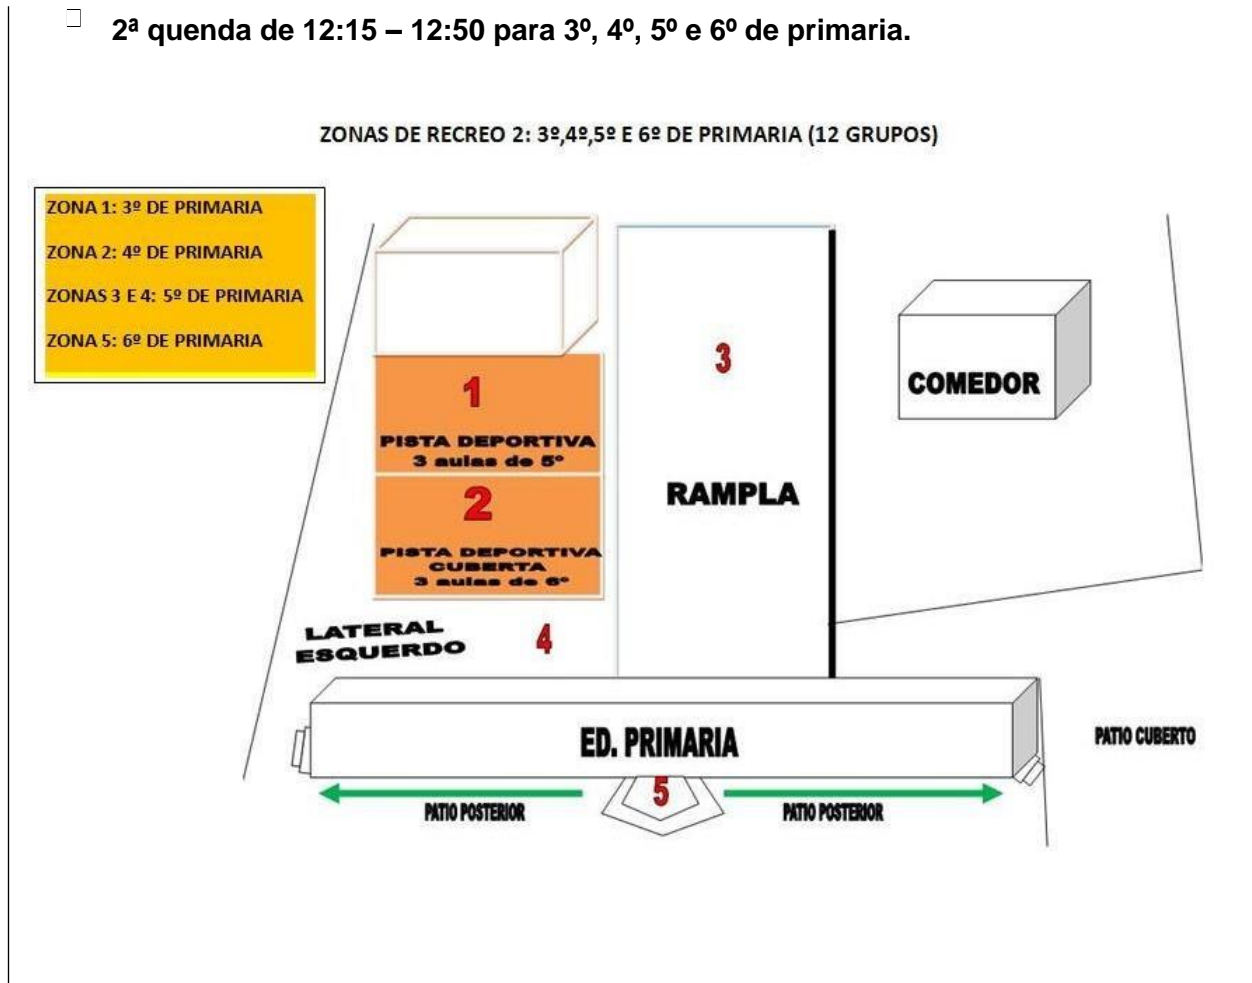 2ª quenda de 12:15 – 12:50 para 3º, 4º, 5º e 6º de primaria.
ZONAS DE RECREO 2: 3º,4º,5º E 6º DE PRIMARIA (12 GRUPOS)
ZONA 1: 3º DE PRIMARIA
ZONA 2: 4º DE PRIMARIA
ZONAS 3 E 4: 5º DE PRIMARIA
ZONA 5: 6º DE PRIMARIA
1
PISTA DEPORTIVA
3 aulas de 5º
2
PISTA DEPORTIVA
CUBERTA
3 aulas de 6º
3
RAMPLA
COMEDOR
LATERAL
ESQUERDO
4
ED. PRIMARIA
PATIO CUBERTO
5
PATIO POSTERIOR
PATIO POSTERIOR